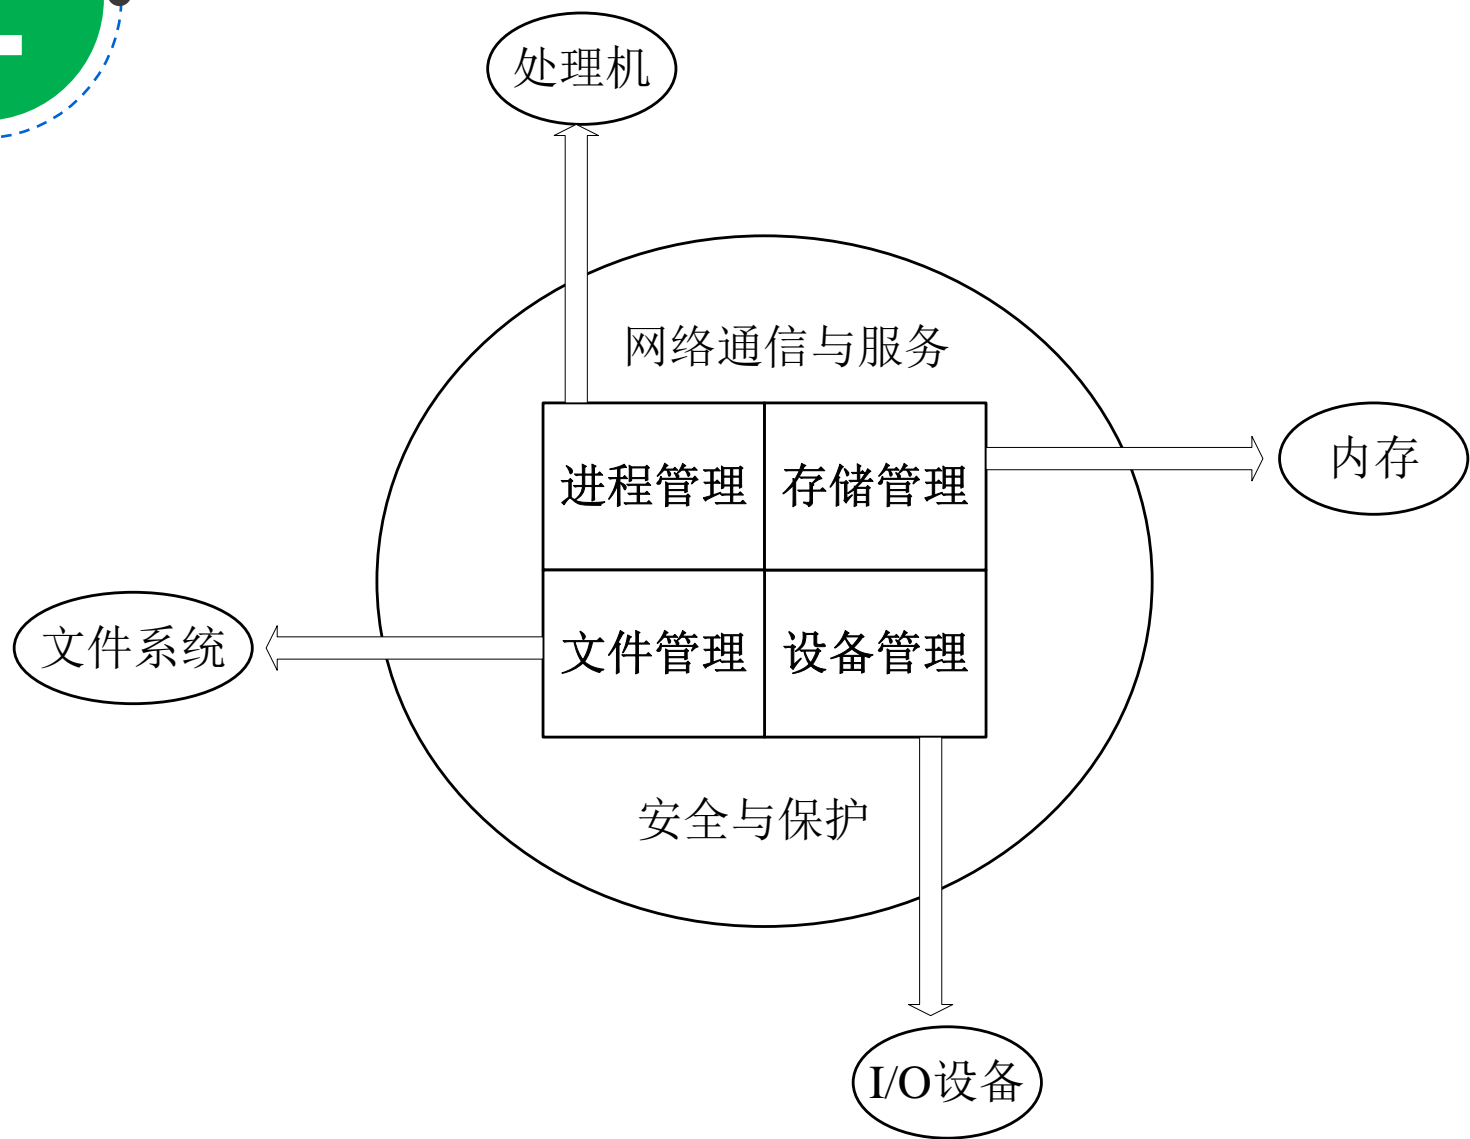 处理机
网络通信与服务
进程管理
存储管理
内存
文件系统
文件管理
设备管理
安全与保护
I/O设备